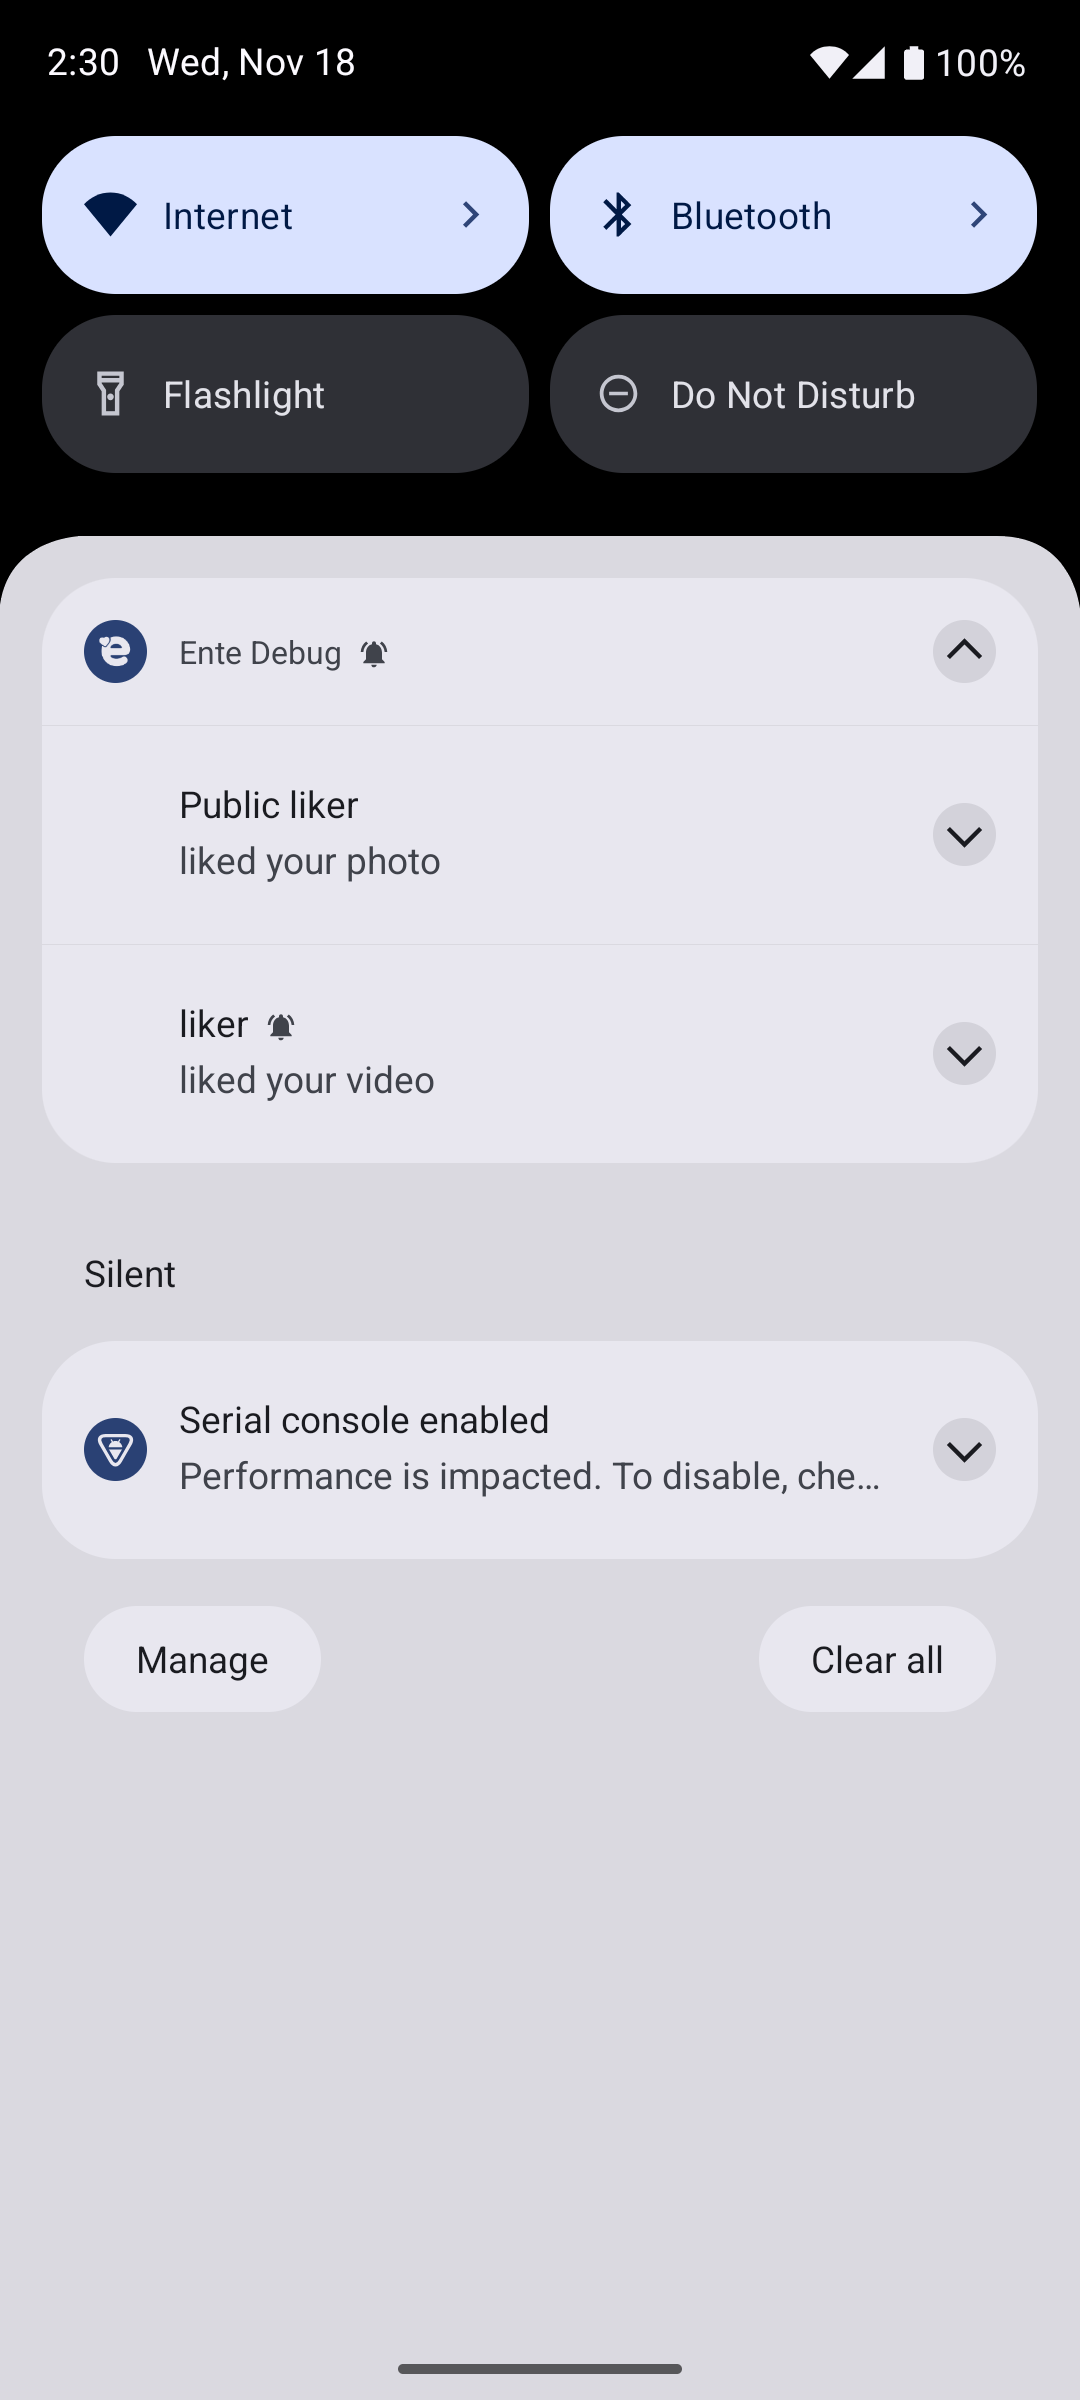 2:30 Wed, Nov 18 100%
Internet
Bluetooth
Flashlight
Do Not Disturb
Ente Debug
Public liker
liked your photo
liker
liked your video
Silent
Serial console enabled
Performance is impacted. To disable, che…
Manage
Clear all